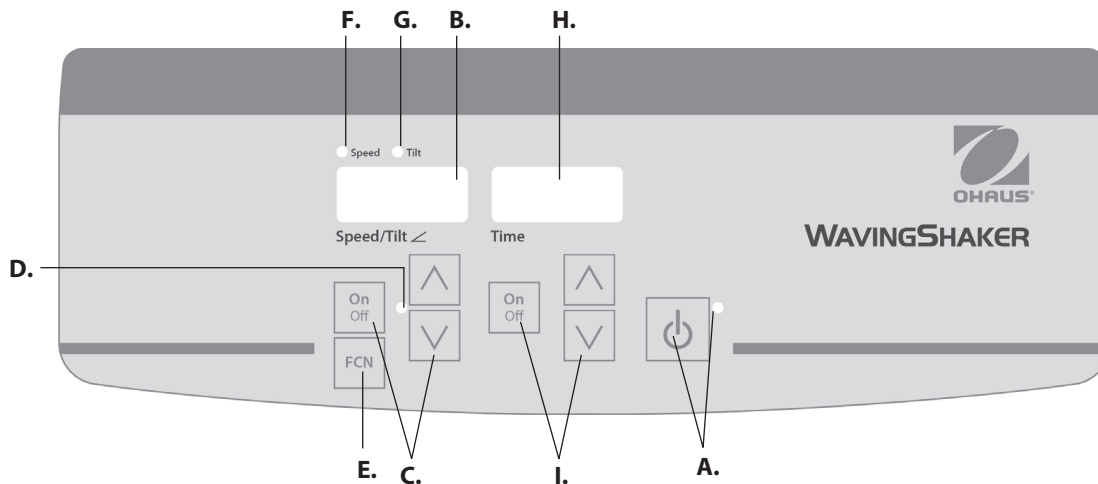 F. G. B. H.
Speed Tilt
OHAUS®
Speed/Tilt Time
WAVINGSHAKER
D.
On
Off
On
Off
FCN
E. C. I. A.